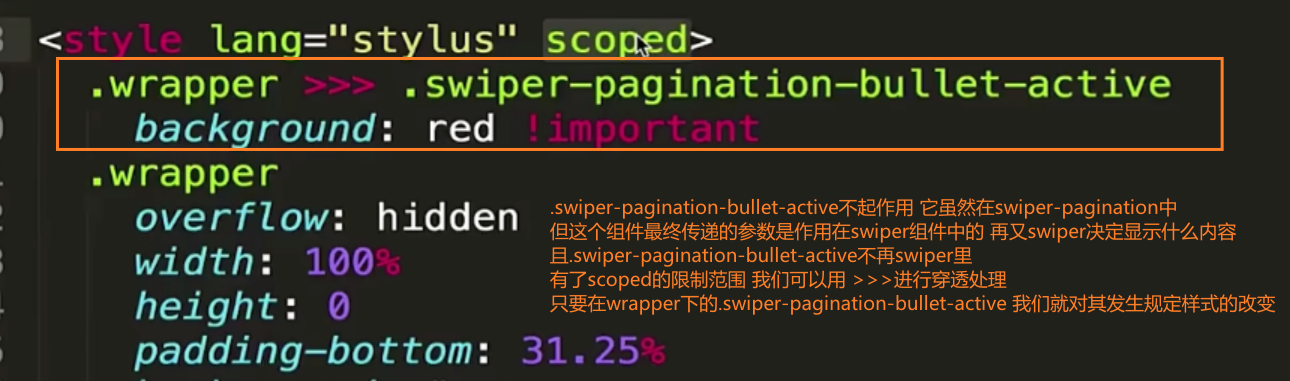 <style lang="stylus" scoped>
.wrapper >>> .swiper-pagination-bullet-active
background: red !important
.wrapper
overflow: hidden
width: 100%
height: 0
padding-bottom: 31.25%
.swiper-pagination-bullet-active不起作用 它虽然在swiper-pagination中
但这个组件最终传递的参数是作用在swiper组件中的 再又swiper决定显示什么内容
且.swiper-pagination-bullet-active不再swiper里
有了scoped的限制范围 我们可以用 >>>进行穿透处理
只要在wrapper下的.swiper-pagination-bullet-active 我们就对其发生规定样式的改变